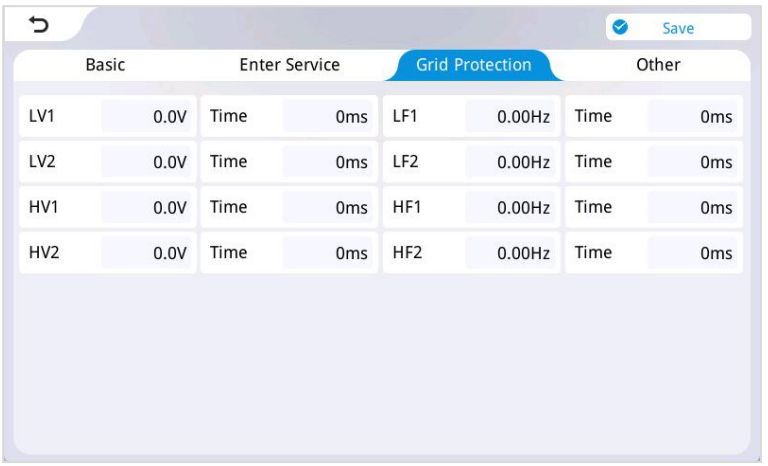 Save
Basic Enter Service Grid Protection Other
LV1 0.0V Time 0ms LF1 0.00Hz Time 0ms
LV2 0.0V Time 0ms LF2 0.00Hz Time 0ms
HV1 0.0V Time 0ms HF1 0.00Hz Time 0ms
HV2 0.0V Time 0ms HF2 0.00Hz Time 0ms